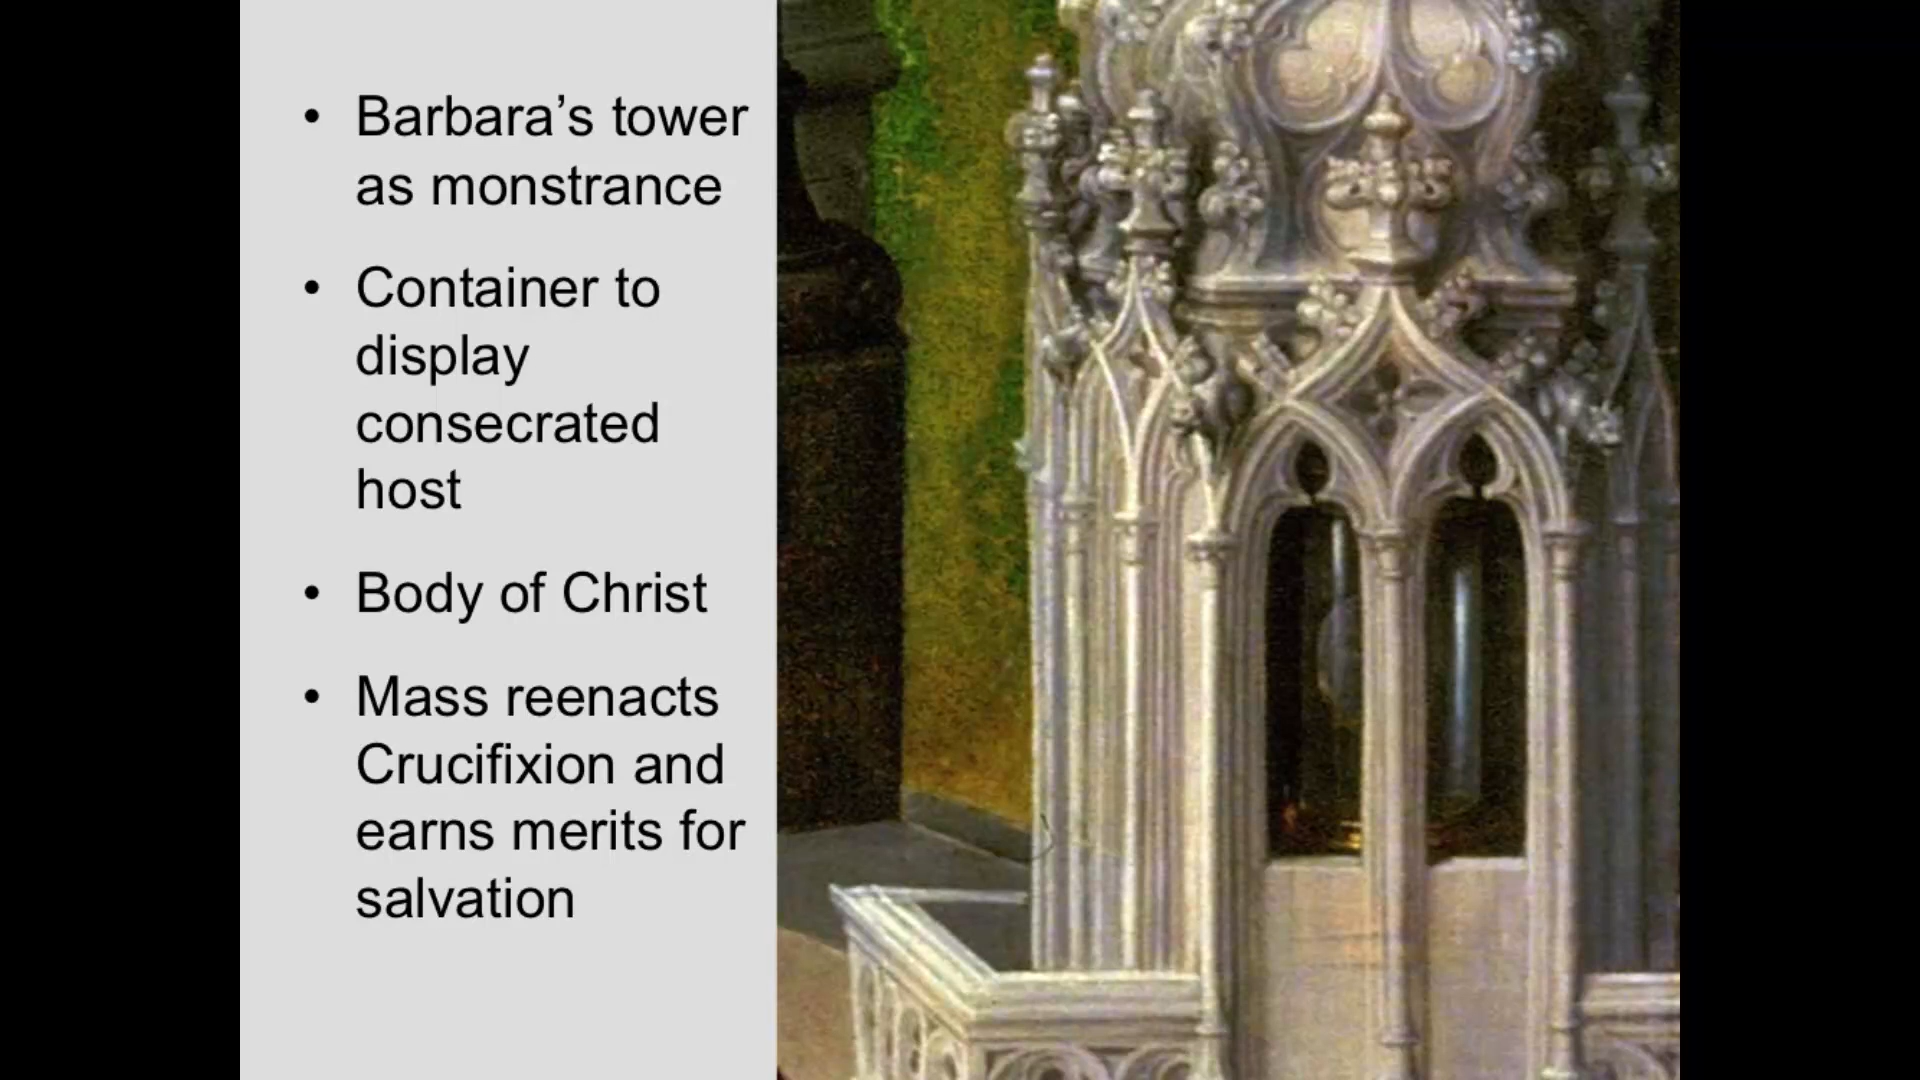 • Barbara’s tower
as monstrance
• Container to
display
consecrated
host
• Body of Christ
• Mass reenacts
Crucifixion and
earns merits for
salvation